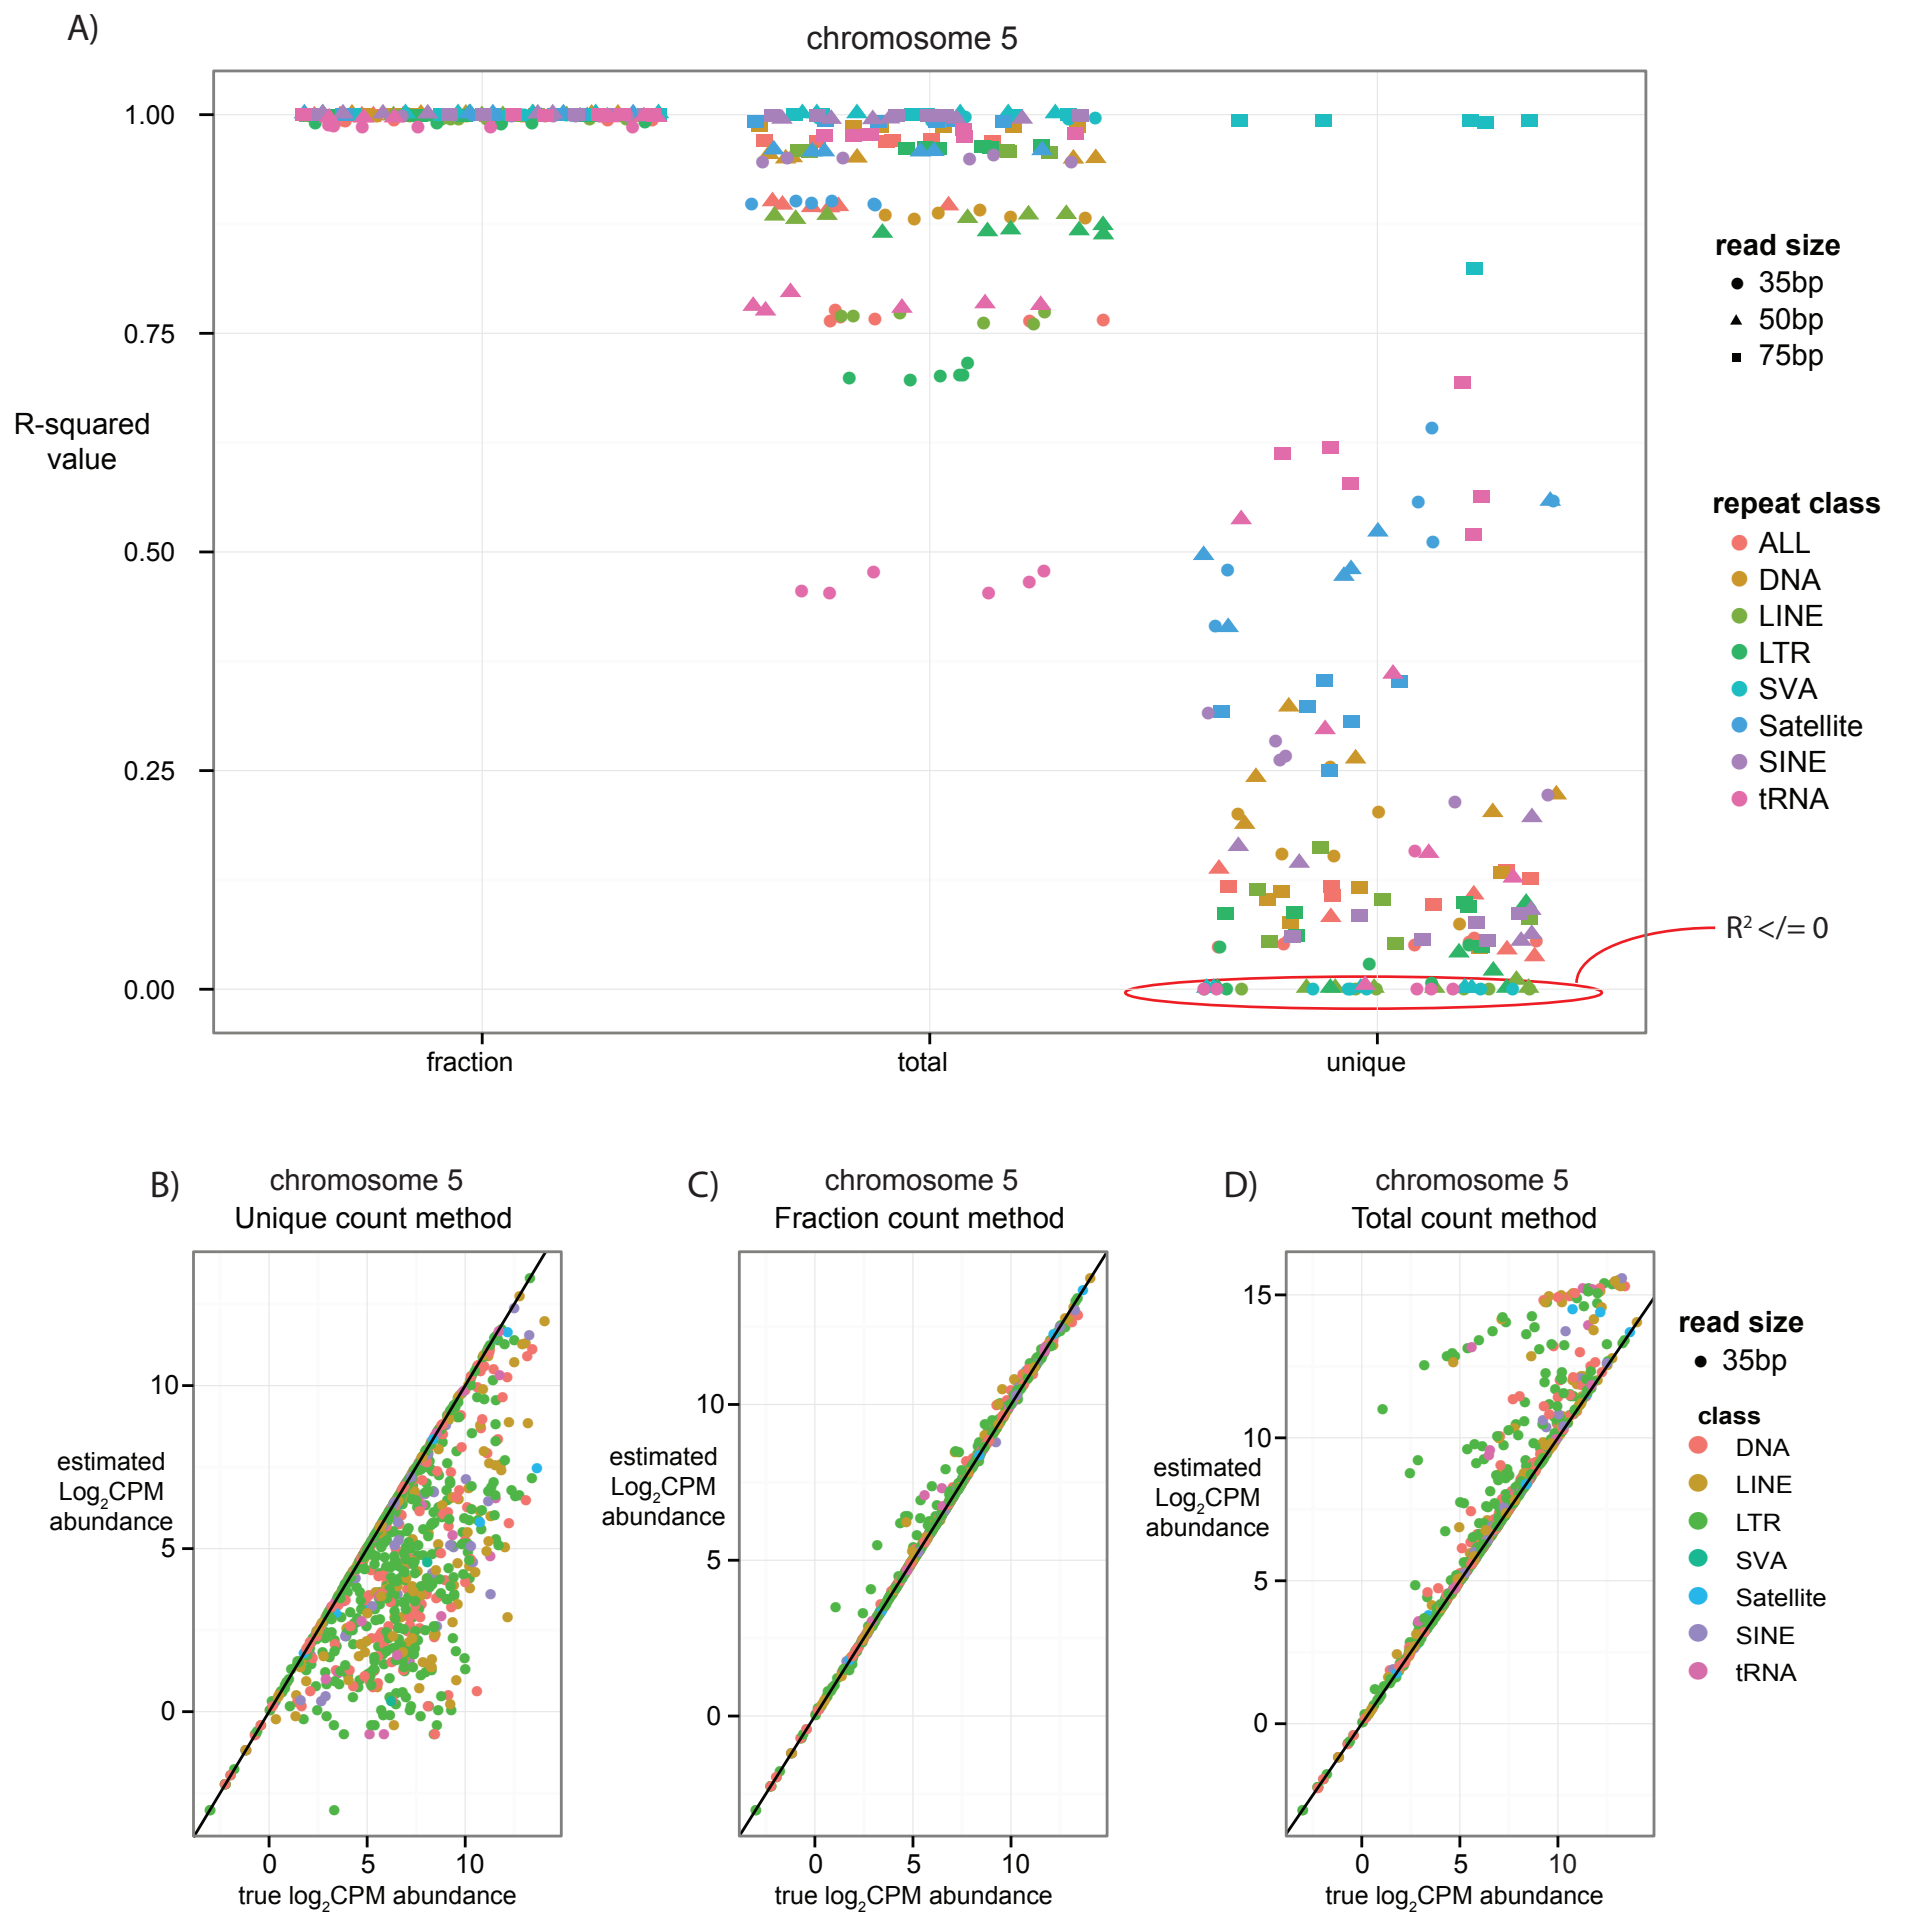 A)
chromosome 5
1.00
0.75
0.50
0.25
0.00
R-squared
value
fraction
total
unique
read size
35bp
50bp
75bp
repeat class
ALL
DNA
LINE
LTR
SVA
Satellite
SINE
tRNA
R² </= 0
B)
chromosome 5
Unique count method
10
5
0
estimated
Log₂CPM
abundance
0 5 10
true log₂CPM abundance
C)
chromosome 5
Fraction count method
10
5
0
estimated
Log₂CPM
abundance
0 5 10
true log₂CPM abundance
D)
chromosome 5
Total count method
15
10
5
0
estimated
Log₂CPM
abundance
0 5 10
true log₂CPM abundance
read size
35bp
class
DNA
LINE
LTR
SVA
Satellite
SINE
tRNA